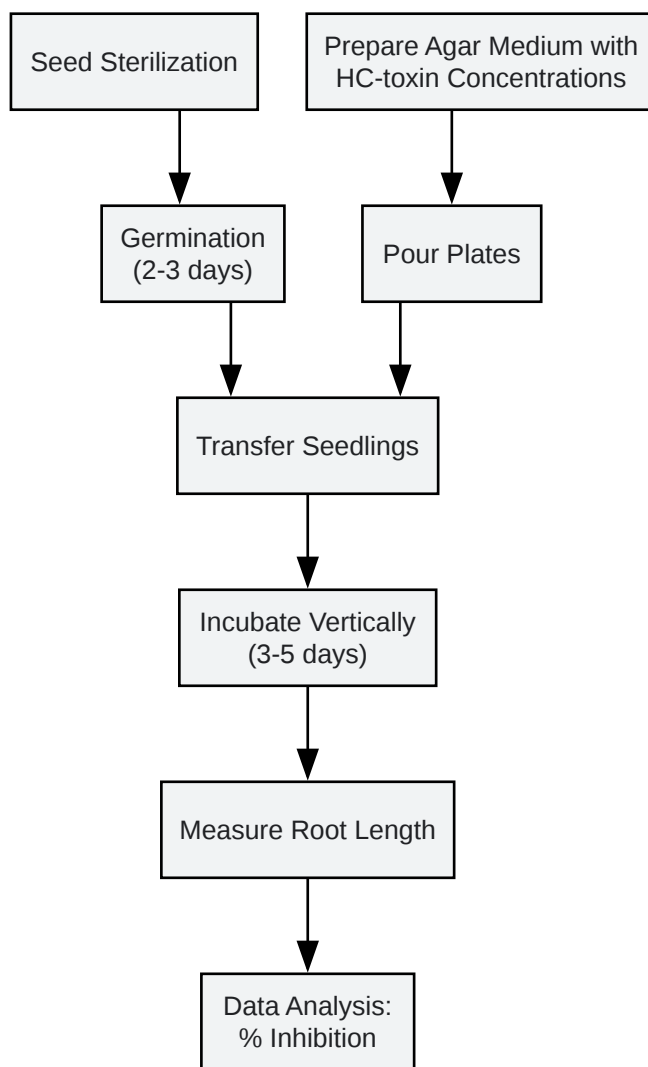 Seed Sterilization
Prepare Agar Medium with
HC-toxin Concentrations
Germination
(2-3 days)
Pour Plates
Transfer Seedlings
Incubate Vertically
(3-5 days)
Measure Root Length
Data Analysis:
% Inhibition